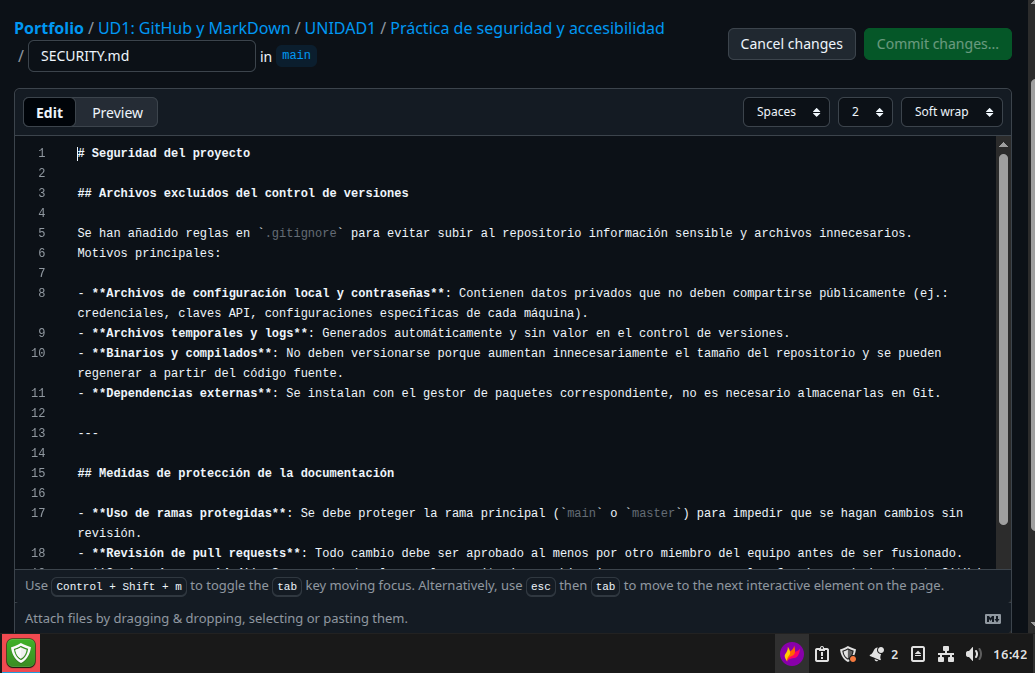 Portfolio / UD1: GitHub y MarkDown / UNIDAD1 / Práctica de seguridad y accesibilidad
/ SECURITY.md in main
Cancel changes
Commit changes...
Edit Preview
Spaces 2 Soft wrap
1 # Seguridad del proyecto
2
3 ## Archivos excluidos del control de versiones
4
5 Se han añadido reglas en `.gitignore` para evitar subir al repositorio información sensible y archivos innecesarios.
6 Motivos principales:
7
8 - **Archivos de configuración local y contraseñas**: Contienen datos privados que no deben compartirse públicamente (ej.:
credenciales, claves API, configuraciones específicas de cada máquina).
9 - **Archivos temporales y logs**: Generados automáticamente y sin valor en el control de versiones.
10 - **Binarios y compilados**: No deben versionarse porque aumentan innecesariamente el tamaño del repositorio y se pueden
regenerar a partir del código fuente.
11 - **Dependencias externas**: Se instalan con el gestor de paquetes correspondiente, no es necesario almacenarlas en Git.
12
13 ---
14
15 ## Medidas de protección de la documentación
16
17 - **Uso de ramas protegidas**: Se debe proteger la rama principal (`main` o `master`) para impedir que se hagan cambios sin
revisión.
18 - **Revisión de pull requests**: Todo cambio debe ser aprobado al menos por otro miembro del equipo antes de ser fusionado.
Use Control + Shift + m to toggle the tab key moving focus. Alternatively, use esc then tab to move to the next interactive element on the page.
Attach files by dragging & dropping, selecting or pasting them.
2 16:42